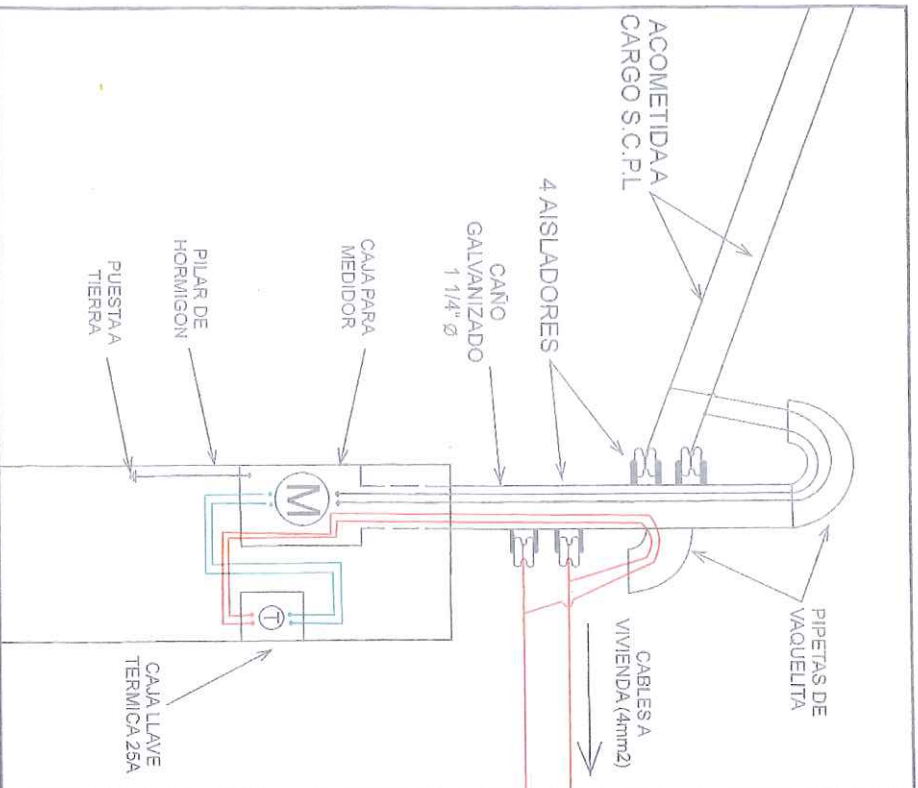 ACOMETIDA A
CARGO S.C.P.L
4 AISLADORES
CAÑO
GALVANIZADO
1 1/4" Ø
CAJA PARA
MEDIDOR
PILAR DE
HORMIGON
PUESTA A
TIERRA
PIPETAS DE
VAQUELITA
CABLES A
VIVIENDA (4mm2)
CAJA LLAVE
TERMICA 25A
M
T